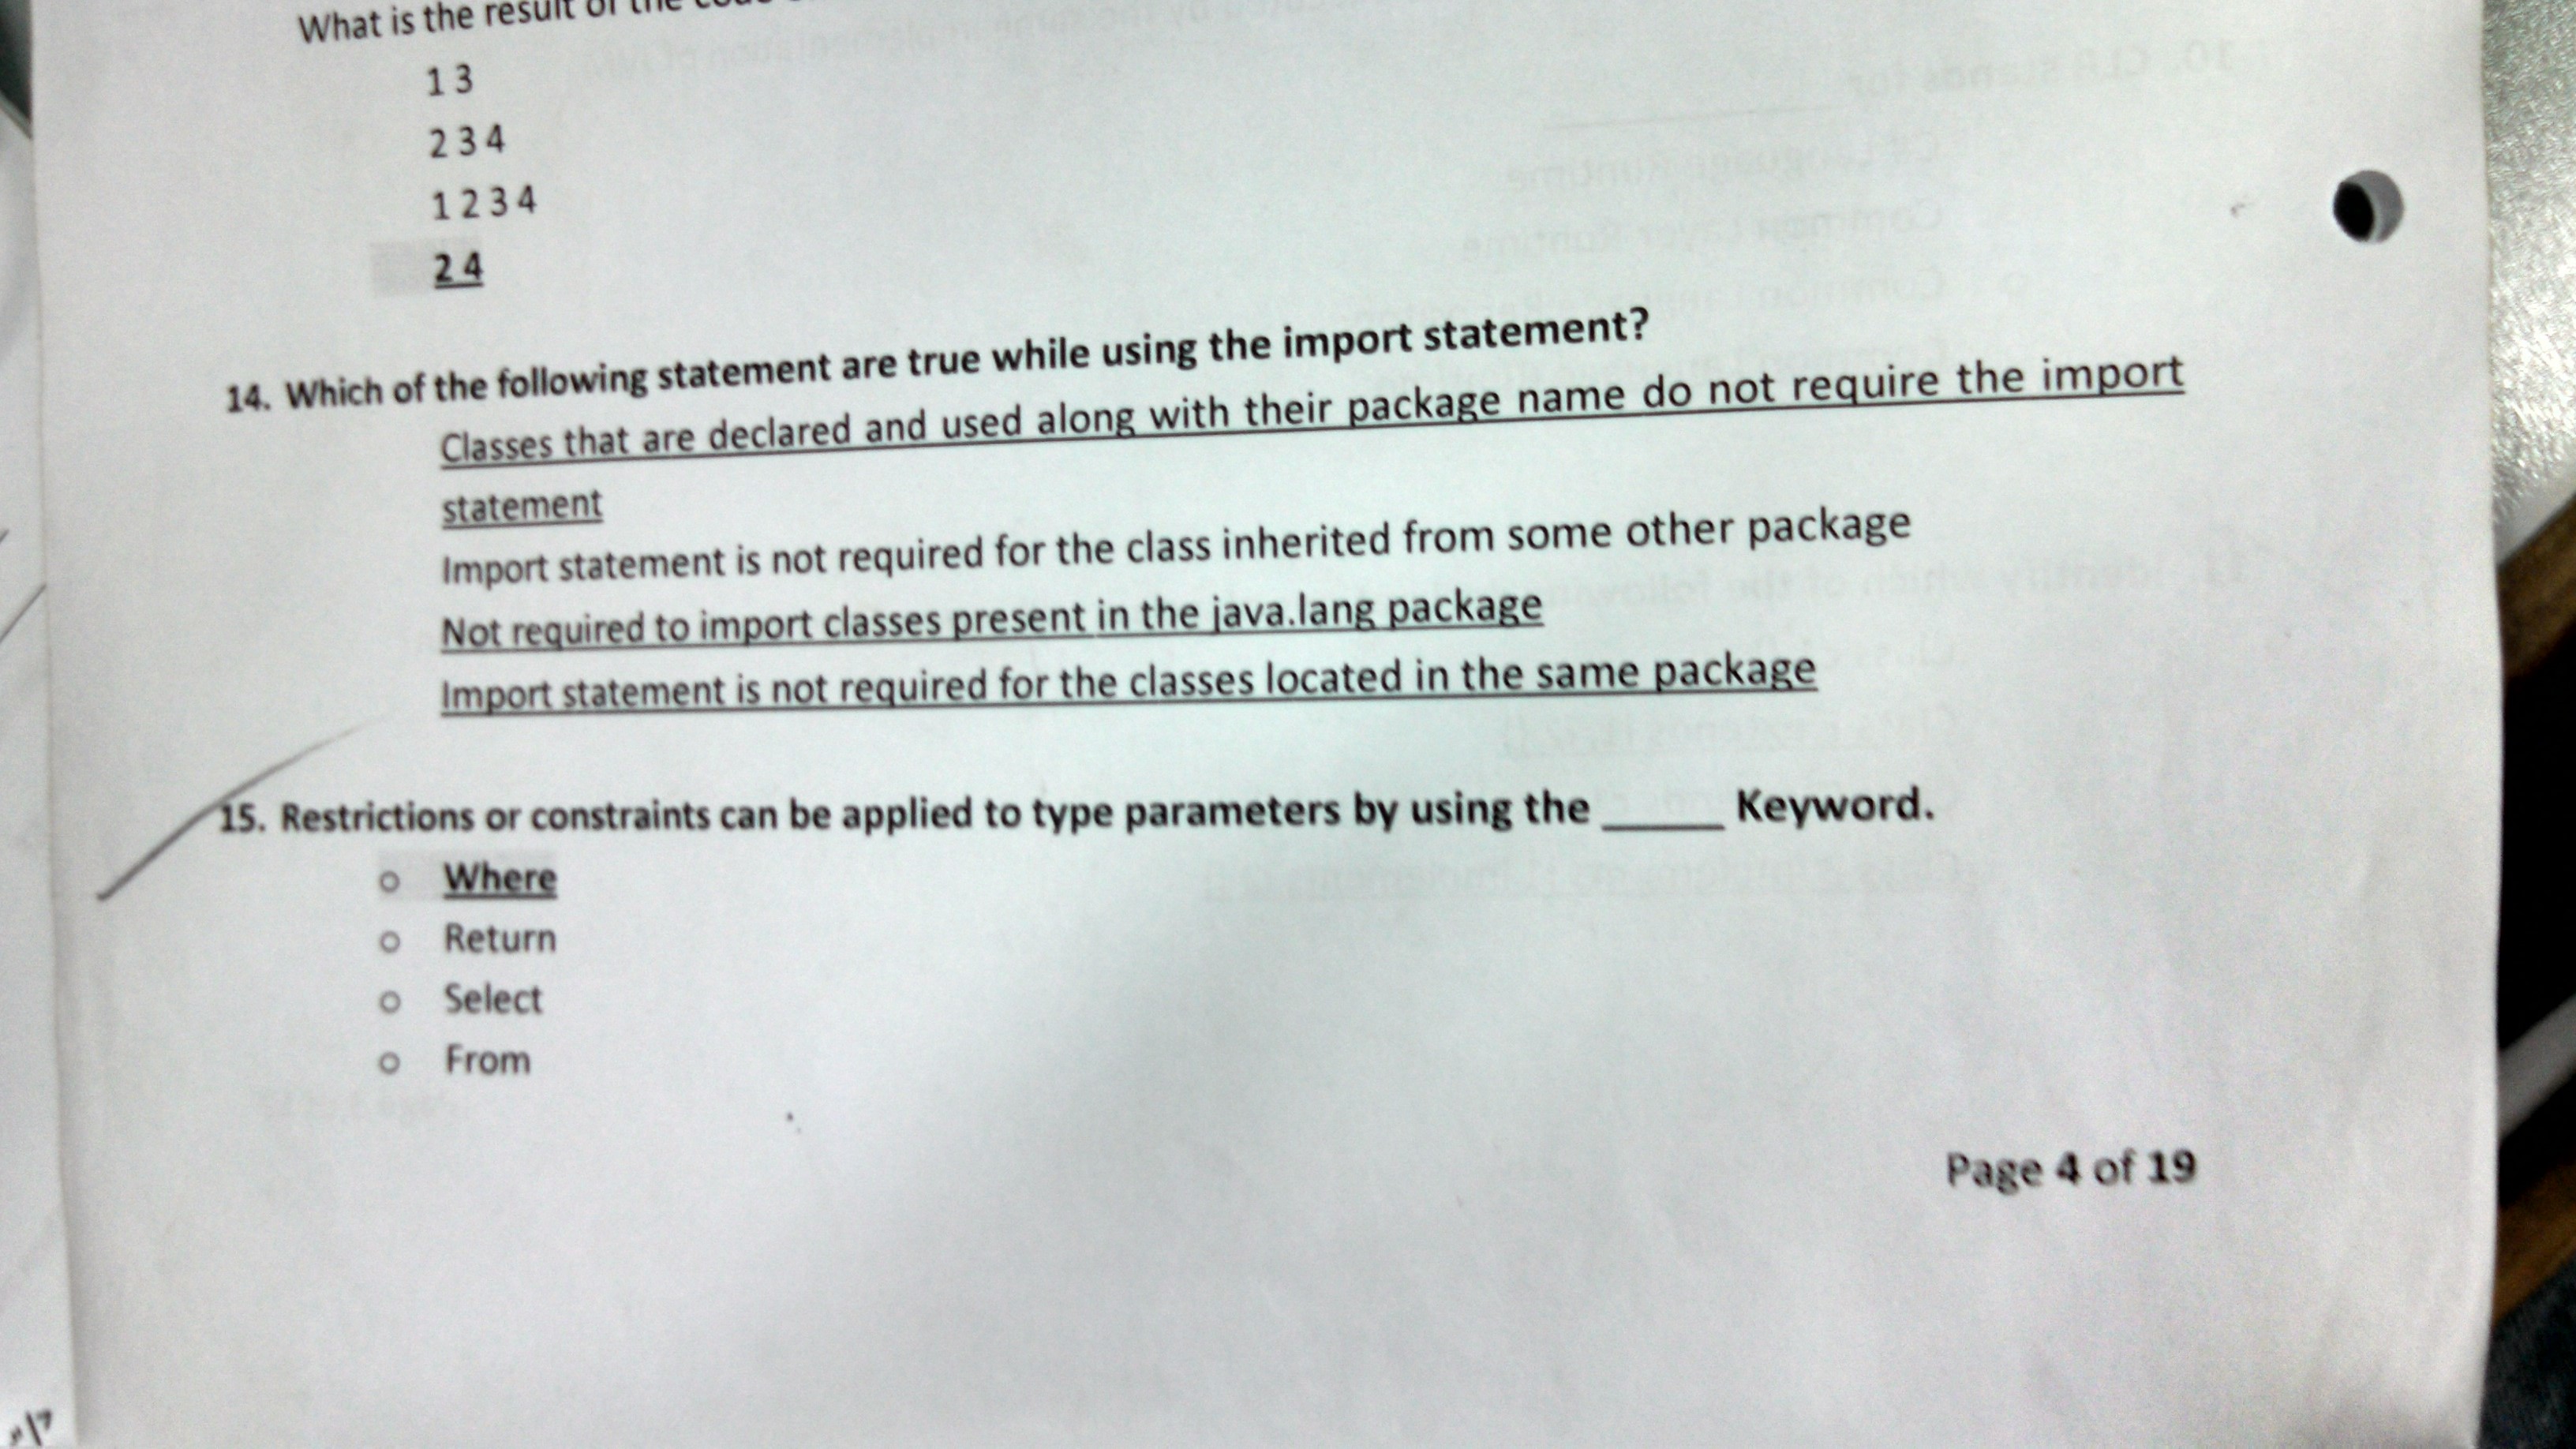 What is the result of the code
1 3
2 3 4
1 2 3 4
2 4
14. Which of the following statement are true while using the import statement?
Classes that are declared and used along with their package name do not require the import
statement
Import statement is not required for the class inherited from some other package
Not required to import classes present in the java.lang package
Import statement is not required for the classes located in the same package
15. Restrictions or constraints can be applied to type parameters by using the _____ Keyword.
o Where
o Return
o Select
o From
Page 4 of 19